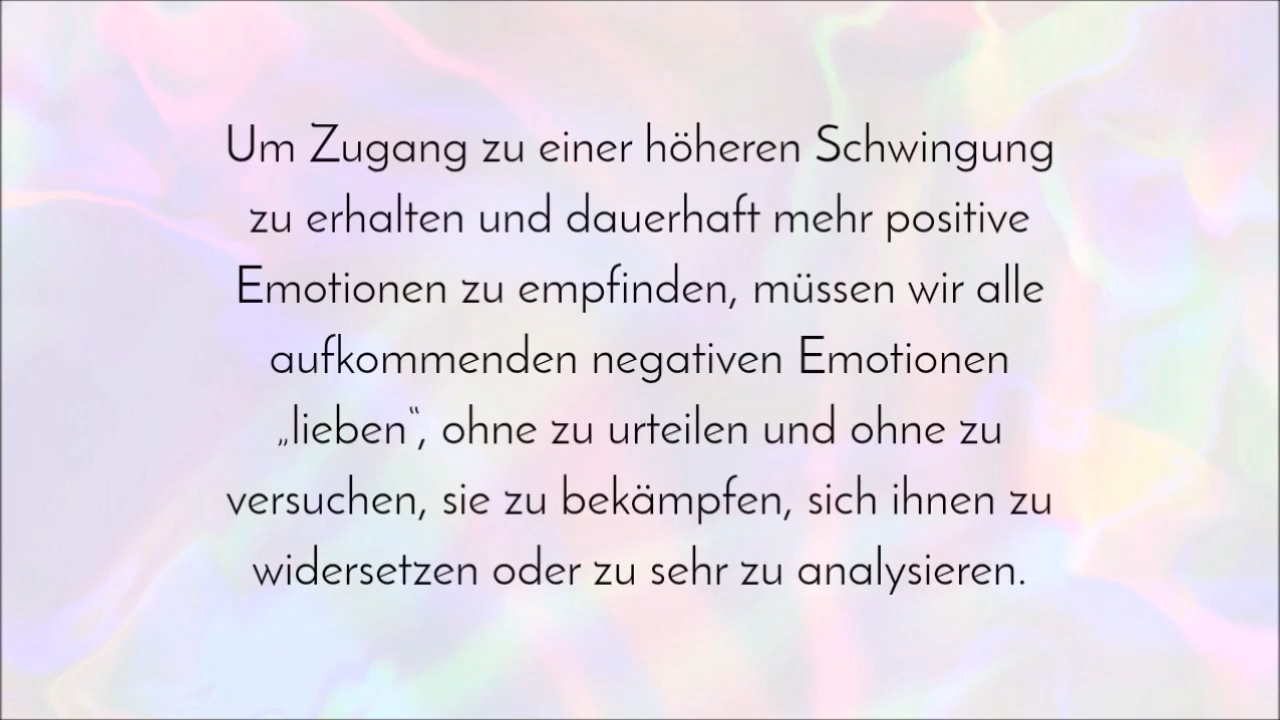 Um Zugang zu einer höheren Schwingung
zu erhalten und dauerhaft mehr positive
Emotionen zu empfinden, müssen wir alle
aufkommenden negativen Emotionen
„lieben“, ohne zu urteilen und ohne zu
versuchen, sie zu bekämpfen, sich ihnen zu
widersetzen oder zu sehr zu analysieren.